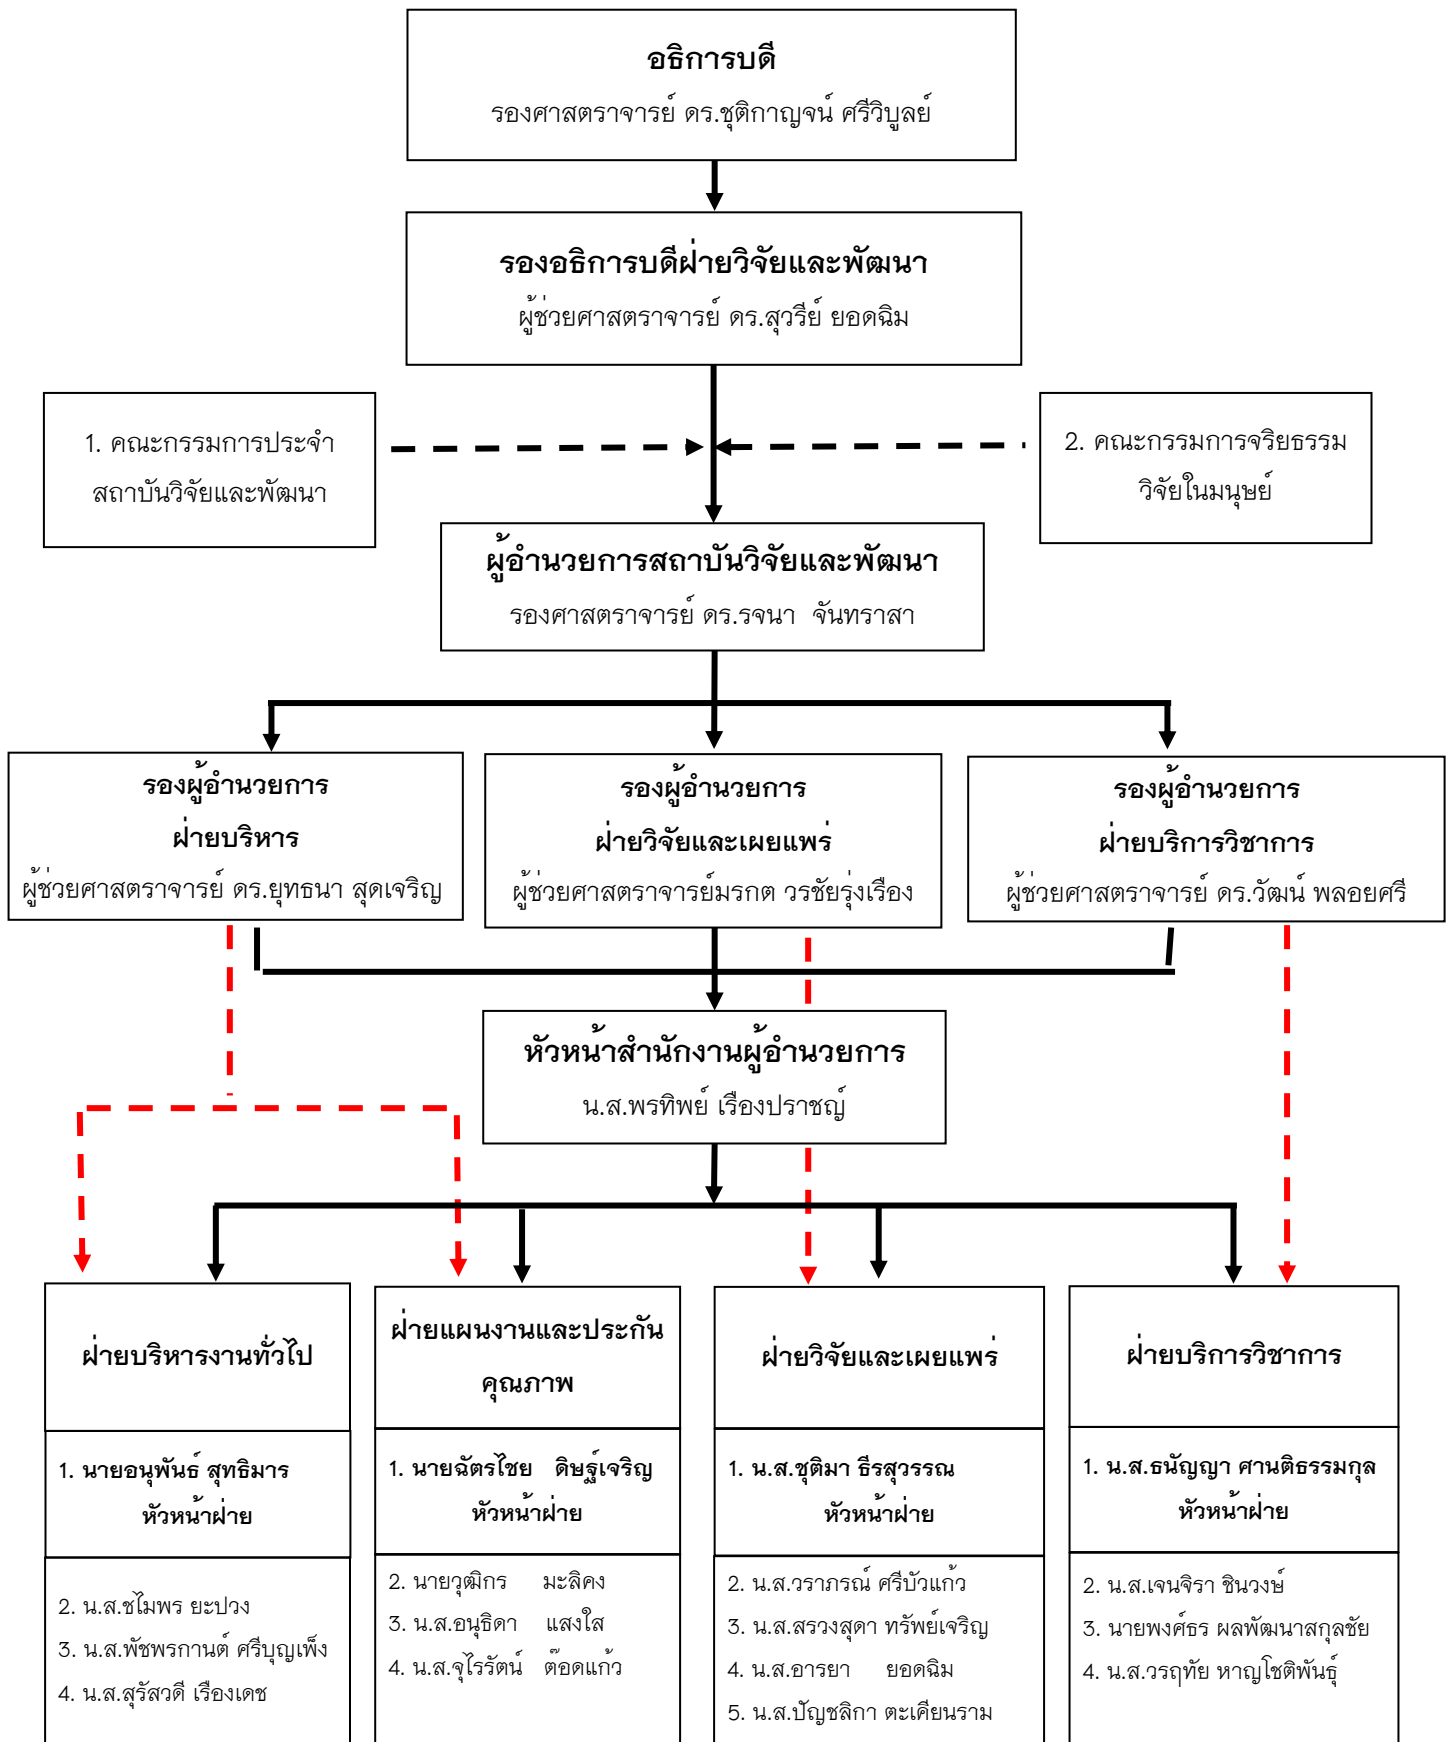 อธิการบดี
รองศาสตราจารย์ ดร.ชุติกาญจน์ ศรีวิบูลย์
รองอธิการบดีฝ่ายวิจัยและพัฒนา
ผู้ช่วยศาสตราจารย์ ดร.สุวรีย์ ยอดฉิม
1. คณะกรรมการประจำ
สถาบันวิจัยและพัฒนา
2. คณะกรรมการจริยธรรม
วิจัยในมนุษย์
ผู้อำนวยการสถาบันวิจัยและพัฒนา
รองศาสตราจารย์ ดร.รจนา จันทราสา
รองผู้อำนวยการ
ฝ่ายบริหาร
ผู้ช่วยศาสตราจารย์ ดร.ยุทธนา สุดเจริญ
รองผู้อำนวยการ
ฝ่ายวิจัยและเผยแพร่
ผู้ช่วยศาสตราจารย์มรกต วรชัยรุ่งเรือง
รองผู้อำนวยการ
ฝ่ายบริการวิชาการ
ผู้ช่วยศาสตราจารย์ ดร.วัฒน์ พลอยศรี
หัวหน้าสำนักงานผู้อำนวยการ
น.ส.พรทิพย์ เรืองปราชญ์
ฝ่ายบริหารงานทั่วไป
1. นายอนุพันธ์ สุทธิมาร
หัวหน้าฝ่าย
2. น.ส.ชไมพร ยะปวง
3. น.ส.พัชพรกานต์ ศรีบุญเพ็ง
4. น.ส.สุรัสวดี เรืองเดช
ฝ่ายแผนงานและประกัน
คุณภาพ
1. นายฉัตรไชย ดิษฐ์เจริญ
หัวหน้าฝ่าย
2. นายวุฒิกร มะลิคง
3. น.ส.อนุธิดา แสงใส
4. น.ส.จุไรรัตน์ ต๊อดแก้ว
ฝ่ายวิจัยและเผยแพร่
1. น.ส.ชุติมา ธีรสุวรรณ
หัวหน้าฝ่าย
2. น.ส.วราภรณ์ ศรีบัวแก้ว
3. น.ส.สรวงสุดา ทรัพย์เจริญ
4. น.ส.อารยา ยอดฉิม
5. น.ส.ปัญชลิกา ตะเคียนราม
ฝ่ายบริการวิชาการ
1. น.ส.ธนัญญา ศานติธรรมกุล
หัวหน้าฝ่าย
2. น.ส.เจนจิรา ชินวงษ์
3. นายพงศ์ธร ผลพัฒนาสกุลชัย
4. น.ส.วรฤทัย หาญโชติพันธุ์